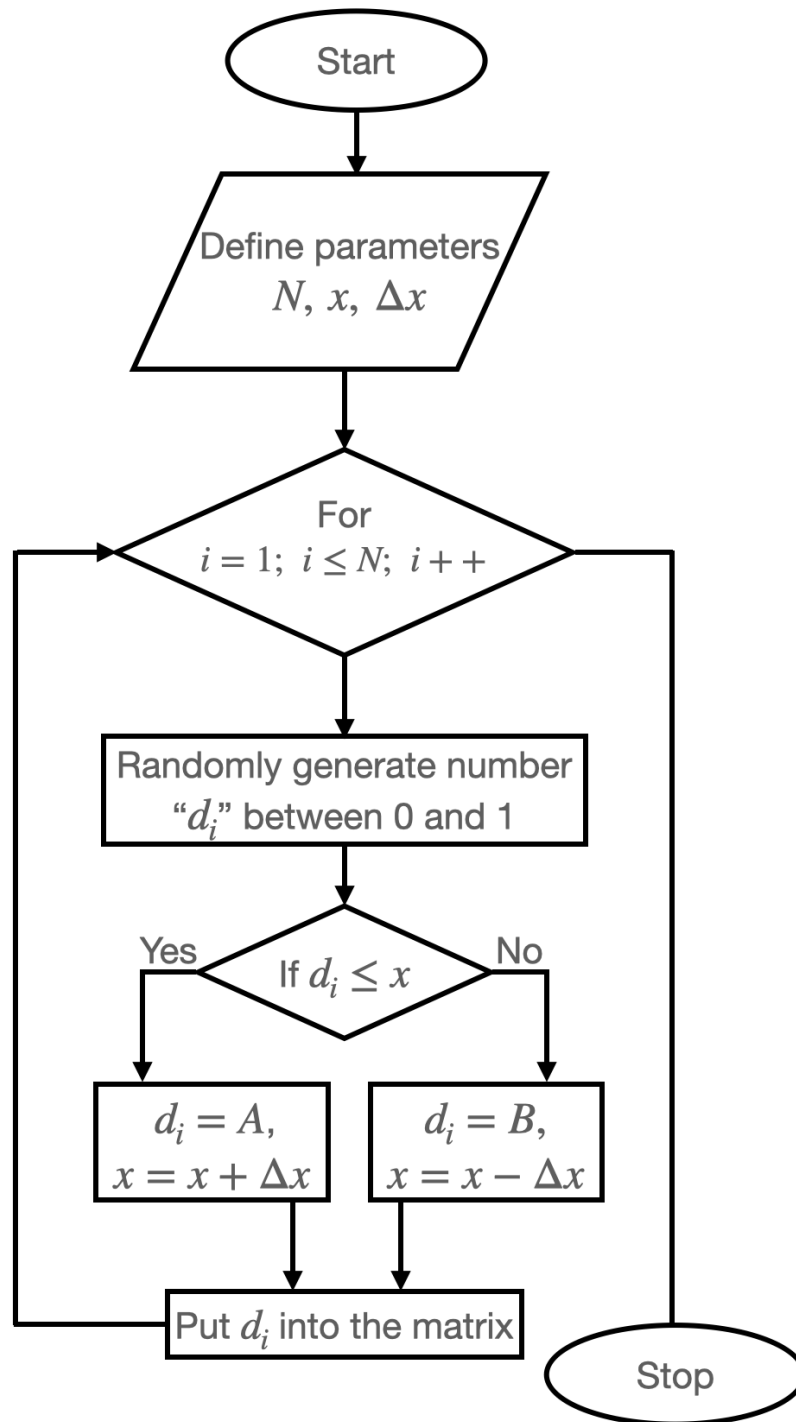 Start
Define parameters
N, x, Δx
For
i = 1; i ≤ N; i + +
Randomly generate number
“dᵢ” between 0 and 1
Yes
No
If dᵢ ≤ x
dᵢ = A,
x = x + Δx
dᵢ = B,
x = x − Δx
Put dᵢ into the matrix
Stop